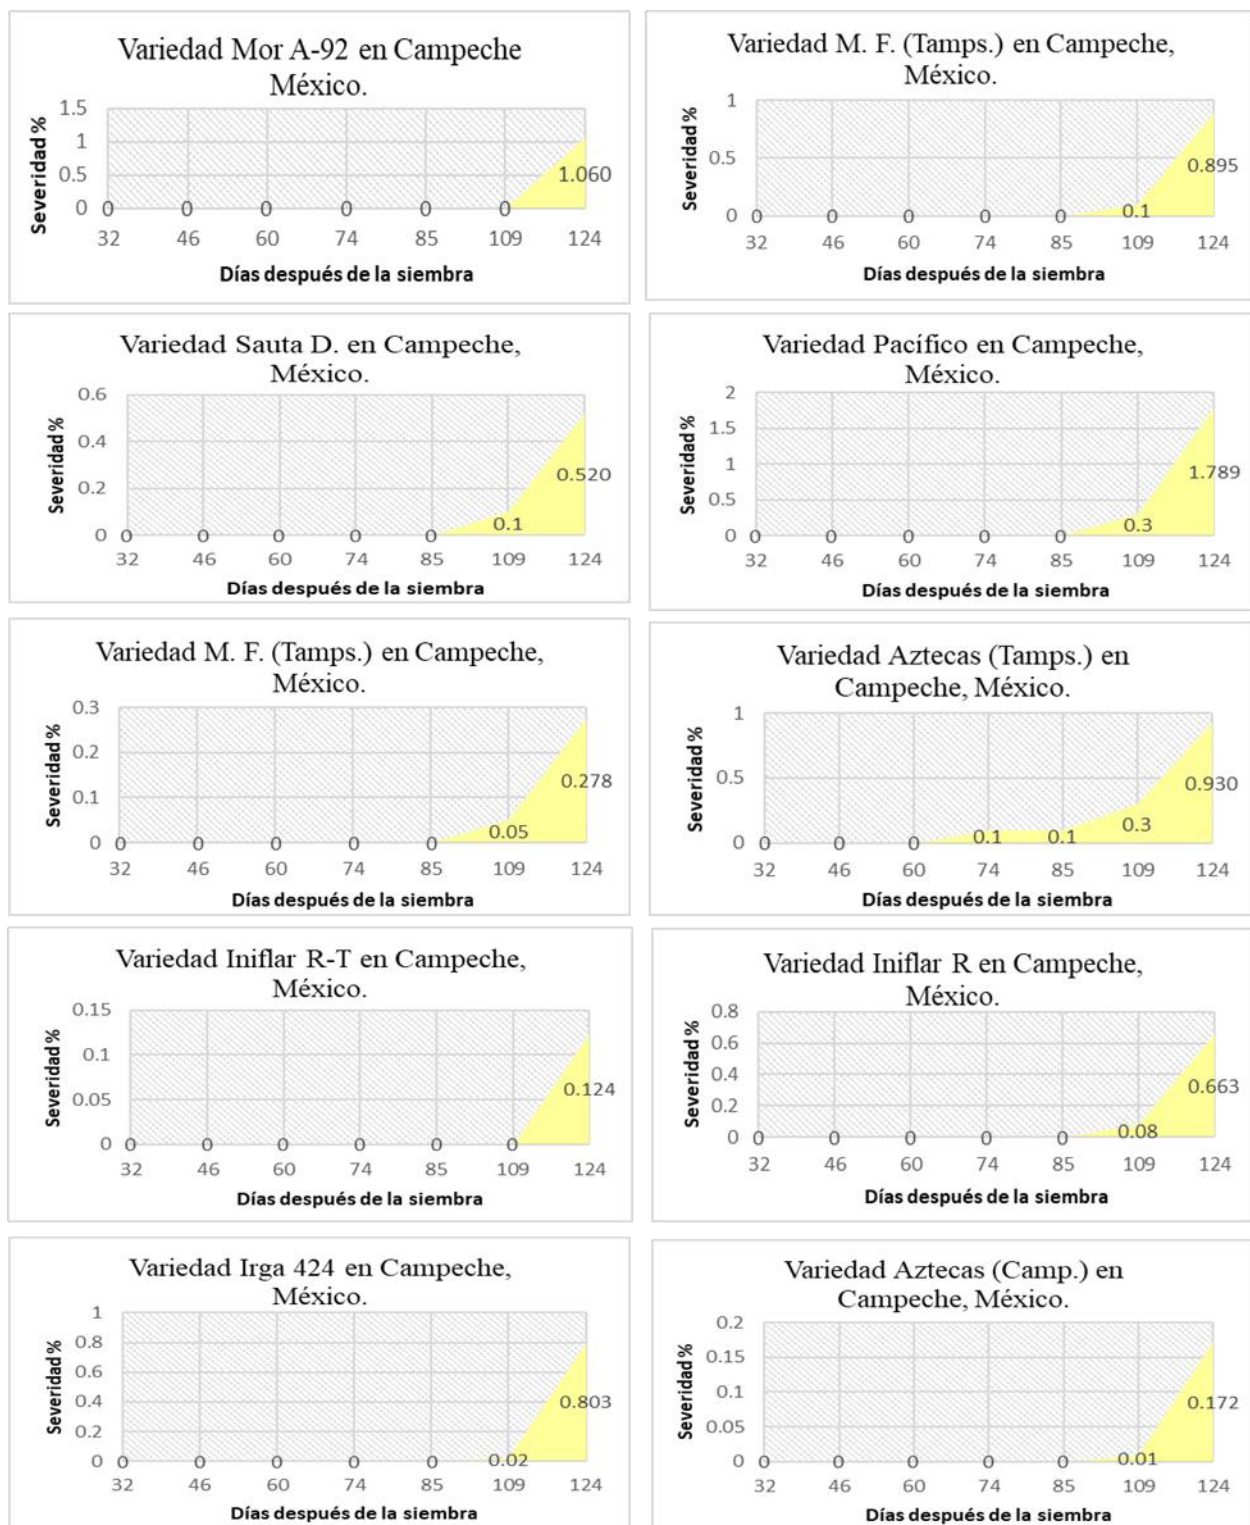 Variedad Mor A-92 en Campeche
México.
Severidad %
1.5
1
0.5
0
0 0 0 0 0 0 1.060
32 46 60 74 85 109 124
Días después de la siembra
Variedad M. F. (Tamps.) en Campeche,
México.
Severidad %
1
0.5
0
0 0 0 0 0 0.1 0.895
32 46 60 74 85 109 124
Días después de la siembra
Variedad Sauta D. en Campeche,
México.
Severidad %
0.6
0.4
0.2
0
0 0 0 0 0 0.1 0.520
32 46 60 74 85 109 124
Días después de la siembra
Variedad Pacífico en Campeche,
México.
Severidad %
2
1.5
1
0.5
0
0 0 0 0 0 0.3 1.789
32 46 60 74 85 109 124
Días después de la siembra
Variedad M. F. (Tamps.) en Campeche,
México.
Severidad %
0.3
0.2
0.1
0
0 0 0 0 0 0.05 0.278
32 46 60 74 85 109 124
Días después de la siembra
Variedad Aztecas (Tamps.) en
Campeche, México.
Severidad %
1
0.5
0
0 0 0 0.1 0.1 0.3 0.930
32 46 60 74 85 109 124
Días después de la siembra
Variedad Iniflar R-T en Campeche,
México.
Severidad %
0.15
0.1
0.05
0
0 0 0 0 0 0 0.124
32 46 60 74 85 109 124
Días después de la siembra
Variedad Iniflar R en Campeche,
México.
Severidad %
0.8
0.6
0.4
0.2
0
0 0 0 0 0 0.08 0.663
32 46 60 74 85 109 124
Días después de la siembra
Variedad Irga 424 en Campeche,
México.
Severidad %
1
0.8
0.6
0.4
0.2
0
0 0 0 0 0 0.02 0.803
32 46 60 74 85 109 124
Días después de la siembra
Variedad Aztecas (Camp.) en
Campeche, México.
Severidad %
0.2
0.15
0.1
0.05
0
0 0 0 0 0 0.01 0.172
32 46 60 74 85 109 124
Días después de la siembra